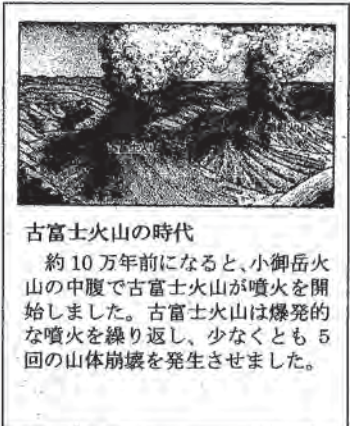 古富士火山の時代
約 10 万年前になると、小御岳火
山の中腹で古富士火山が噴火を開
始しました。古富士火山は爆発的
な噴火を繰り返し、少なくとも 5
回の山体崩壊を発生させました。